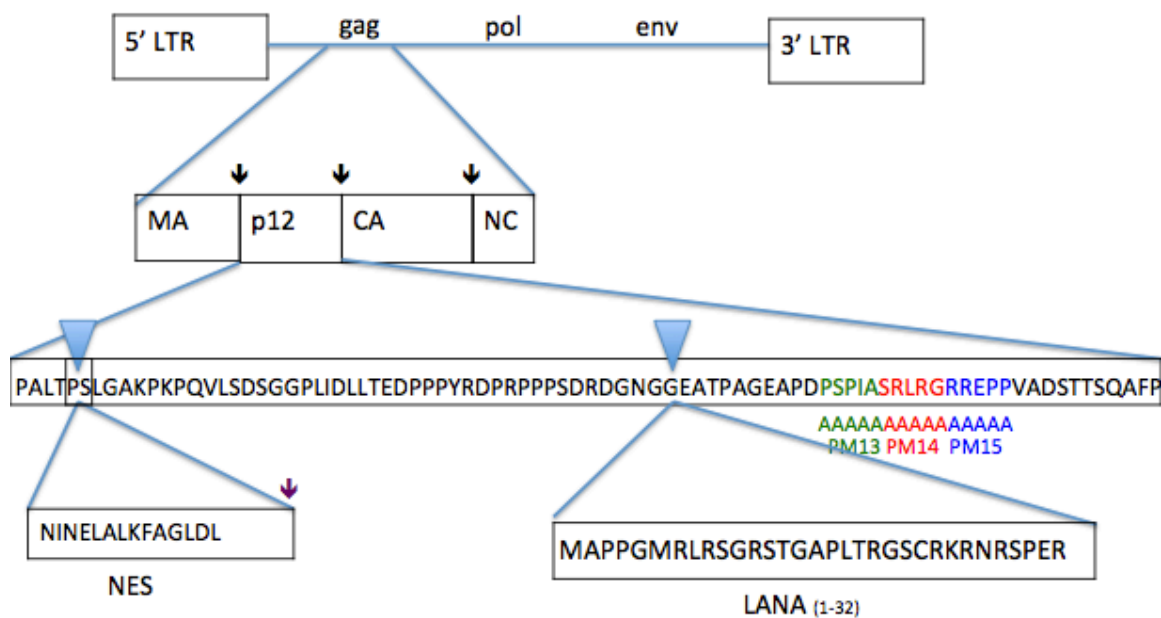 gag pol env
5’ LTR 3’ LTR
MA p12 CA NC
PALTPSLGAKPKPQVLSDSGGPLIDLLTEDPPPYRDPRPPPSDRDGNGGEATPAGEAPDPSPIASRLRGRREPPVADSTTSQAFP
AAAAAAAAAAAAAAA
PM13 PM14 PM15
NINELALKFAGLDL
MAPPGMRLRSGRSTGAPLTRGSCRKRNRSPER
NES
LANA (1-32)